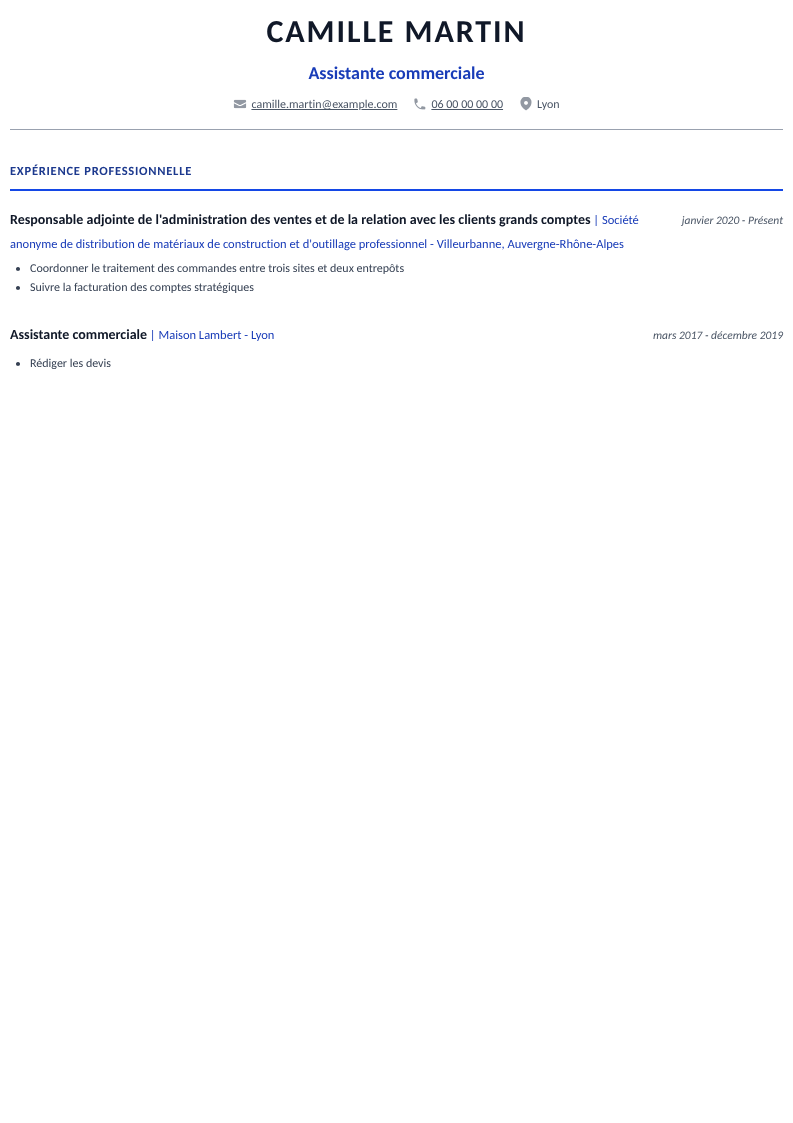 CAMILLE MARTIN
Assistante commerciale
camille.martin@example.com 06 00 00 00 00 Lyon
EXPÉRIENCE PROFESSIONNELLE
Responsable adjointe de l'administration des ventes et de la relation avec les clients grands comptes | Société janvier 2020 - Présent
anonyme de distribution de matériaux de construction et d'outillage professionnel - Villeurbanne, Auvergne-Rhône-Alpes
• Coordonner le traitement des commandes entre trois sites et deux entrepôts
• Suivre la facturation des comptes stratégiques
Assistante commerciale | Maison Lambert - Lyon mars 2017 - décembre 2019
• Rédiger les devis